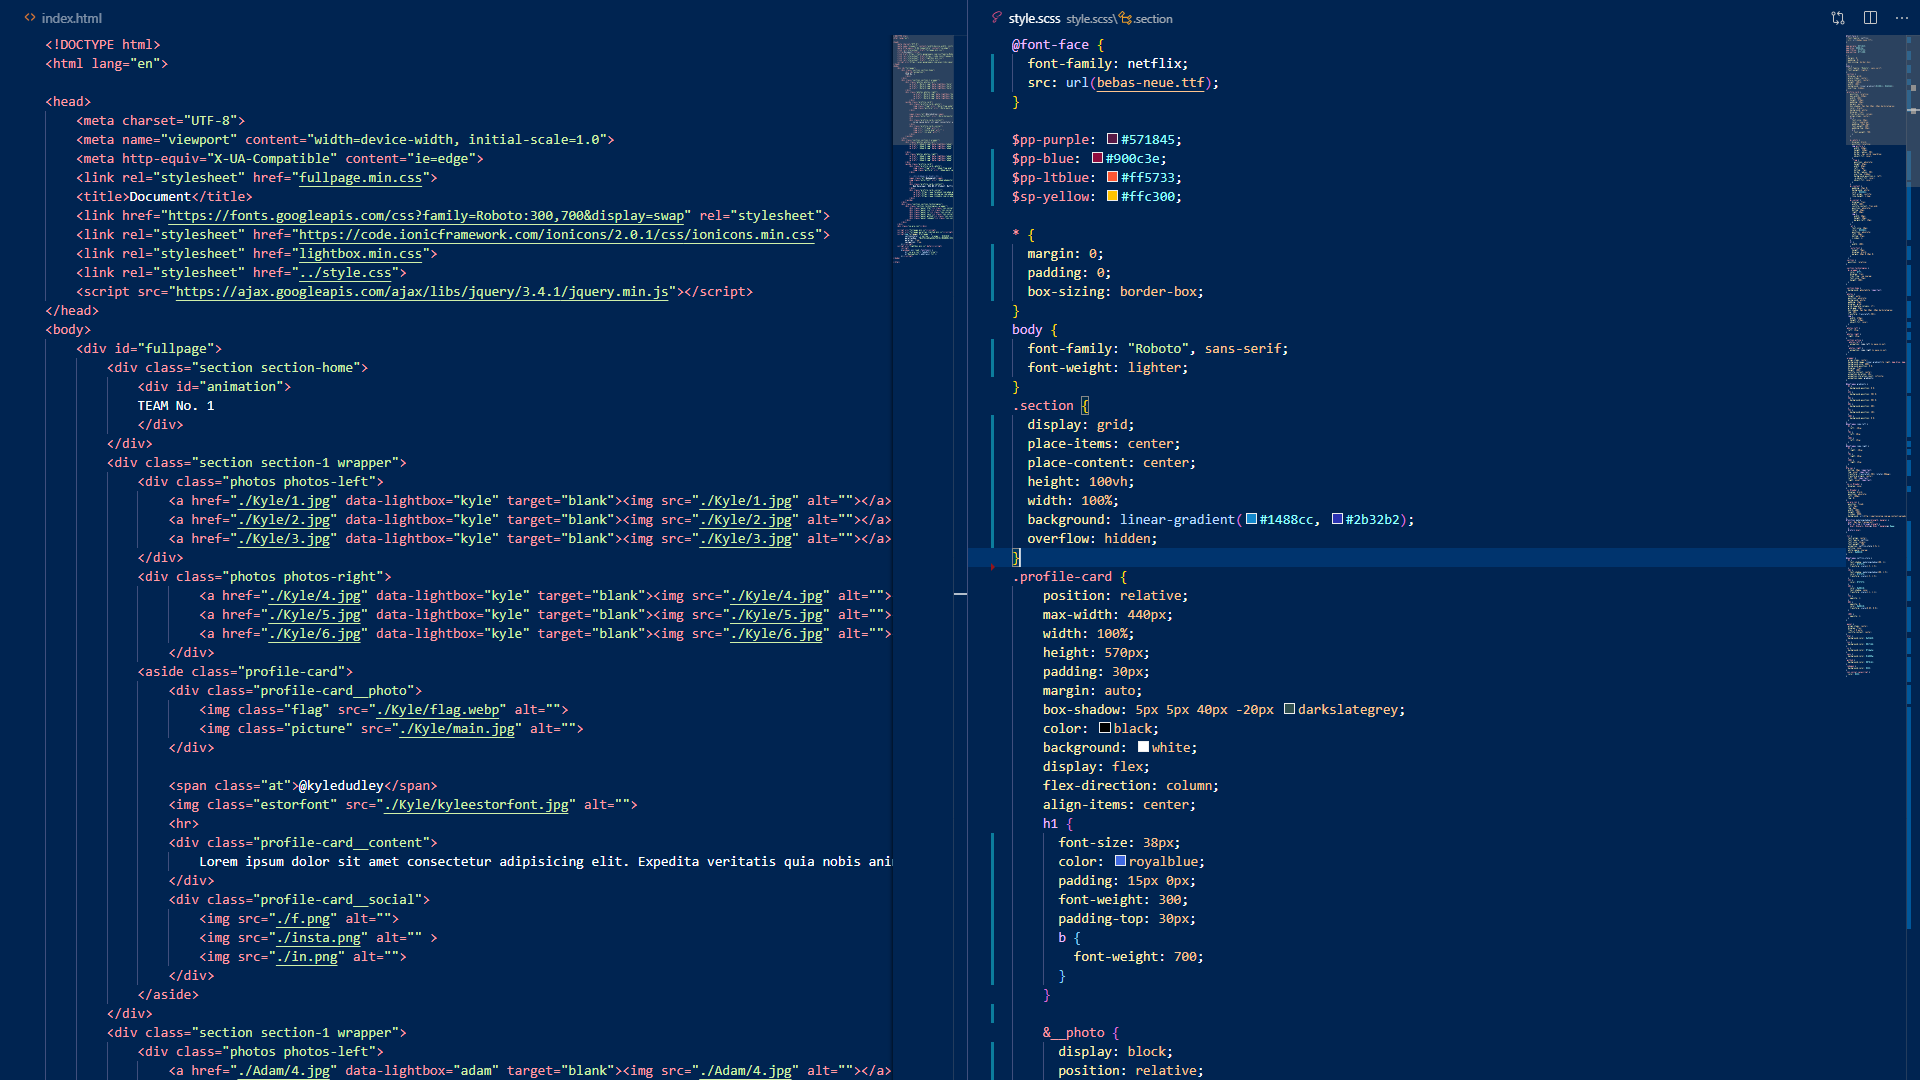 index.html
<!DOCTYPE html>
<html lang="en">
<head>
<meta charset="UTF-8">
<meta name="viewport" content="width=device-width, initial-scale=1.0">
<meta http-equiv="X-UA-Compatible" content="ie=edge">
<link rel="stylesheet" href="fullpage.min.css">
<title>Document</title>
<link href="https://fonts.googleapis.com/css?family=Roboto:300,700&display=swap" rel="stylesheet">
<link rel="stylesheet" href="https://code.ionicframework.com/ionicons/2.0.1/css/ionicons.min.css">
<link rel="stylesheet" href="lightbox.min.css">
<link rel="stylesheet" href="../style.css">
<script src="https://ajax.googleapis.com/ajax/libs/jquery/3.4.1/jquery.min.js"></script>
</head>
<body>
<div id="fullpage">
<div class="section section-home">
<div id="animation">
TEAM No. 1
</div>
</div>
<div class="section section-1 wrapper">
<div class="photos photos-left">
<a href="./Kyle/1.jpg" data-lightbox="kyle" target="blank"><img src="./Kyle/1.jpg" alt=""></a>
<a href="./Kyle/2.jpg" data-lightbox="kyle" target="blank"><img src="./Kyle/2.jpg" alt=""></a>
<a href="./Kyle/3.jpg" data-lightbox="kyle" target="blank"><img src="./Kyle/3.jpg" alt=""></a>
</div>
<div class="photos photos-right">
<a href="./Kyle/4.jpg" data-lightbox="kyle" target="blank"><img src="./Kyle/4.jpg" alt="">
<a href="./Kyle/5.jpg" data-lightbox="kyle" target="blank"><img src="./Kyle/5.jpg" alt="">
<a href="./Kyle/6.jpg" data-lightbox="kyle" target="blank"><img src="./Kyle/6.jpg" alt="">
</div>
<aside class="profile-card">
<div class="profile-card__photo">
<img class="flag" src="./Kyle/flag.webp" alt="">
<img class="picture" src="./Kyle/main.jpg" alt="">
</div>
<span class="at">@kyledudley</span>
<img class="estorfont" src="./Kyle/kyleestorfont.jpg" alt="">
<hr>
<div class="profile-card__content">
Lorem ipsum dolor sit amet consectetur adipisicing elit. Expedita veritatis quia nobis ani
</div>
<div class="profile-card__social">
<img src="./f.png" alt="">
<img src="./insta.png" alt="" >
<img src="./in.png" alt="">
</div>
</aside>
</div>
<div class="section section-1 wrapper">
<div class="photos photos-left">
<a href="./Adam/4.jpg" data-lightbox="adam" target="blank"><img src="./Adam/4.jpg" alt=""></a>
style.scss style.scss\.section
@font-face {
font-family: netflix;
src: url(bebas-neue.ttf);
}
$pp-purple: #571845;
$pp-blue: #900c3e;
$pp-ltblue: #ff5733;
$sp-yellow: #ffc300;
* {
margin: 0;
padding: 0;
box-sizing: border-box;
}
body {
font-family: "Roboto", sans-serif;
font-weight: lighter;
}
.section {
display: grid;
place-items: center;
place-content: center;
height: 100vh;
width: 100%;
background: linear-gradient(#1488cc, #2b32b2);
overflow: hidden;
}
.profile-card {
position: relative;
max-width: 440px;
width: 100%;
height: 570px;
padding: 30px;
margin: auto;
box-shadow: 5px 5px 40px -20px darkslategrey;
color: black;
background: white;
display: flex;
flex-direction: column;
align-items: center;
h1 {
font-size: 38px;
color: royalblue;
padding: 15px 0px;
font-weight: 300;
padding-top: 30px;
b {
font-weight: 700;
}
}
&__photo {
display: block;
position: relative;